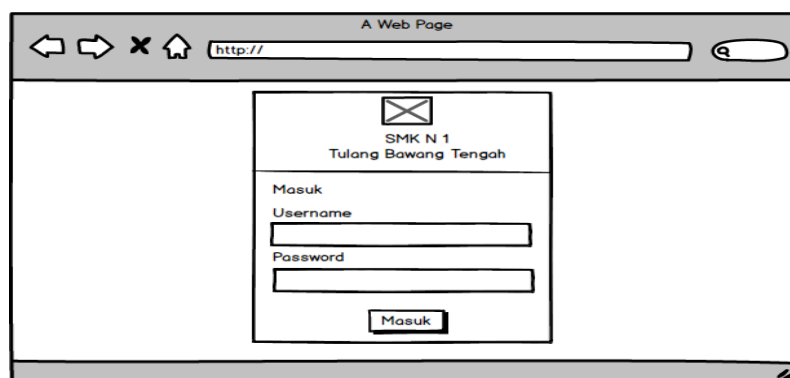 A Web Page
http://
SMK N 1
Tulang Bawang Tengah
Masuk
Username
Password
Masuk